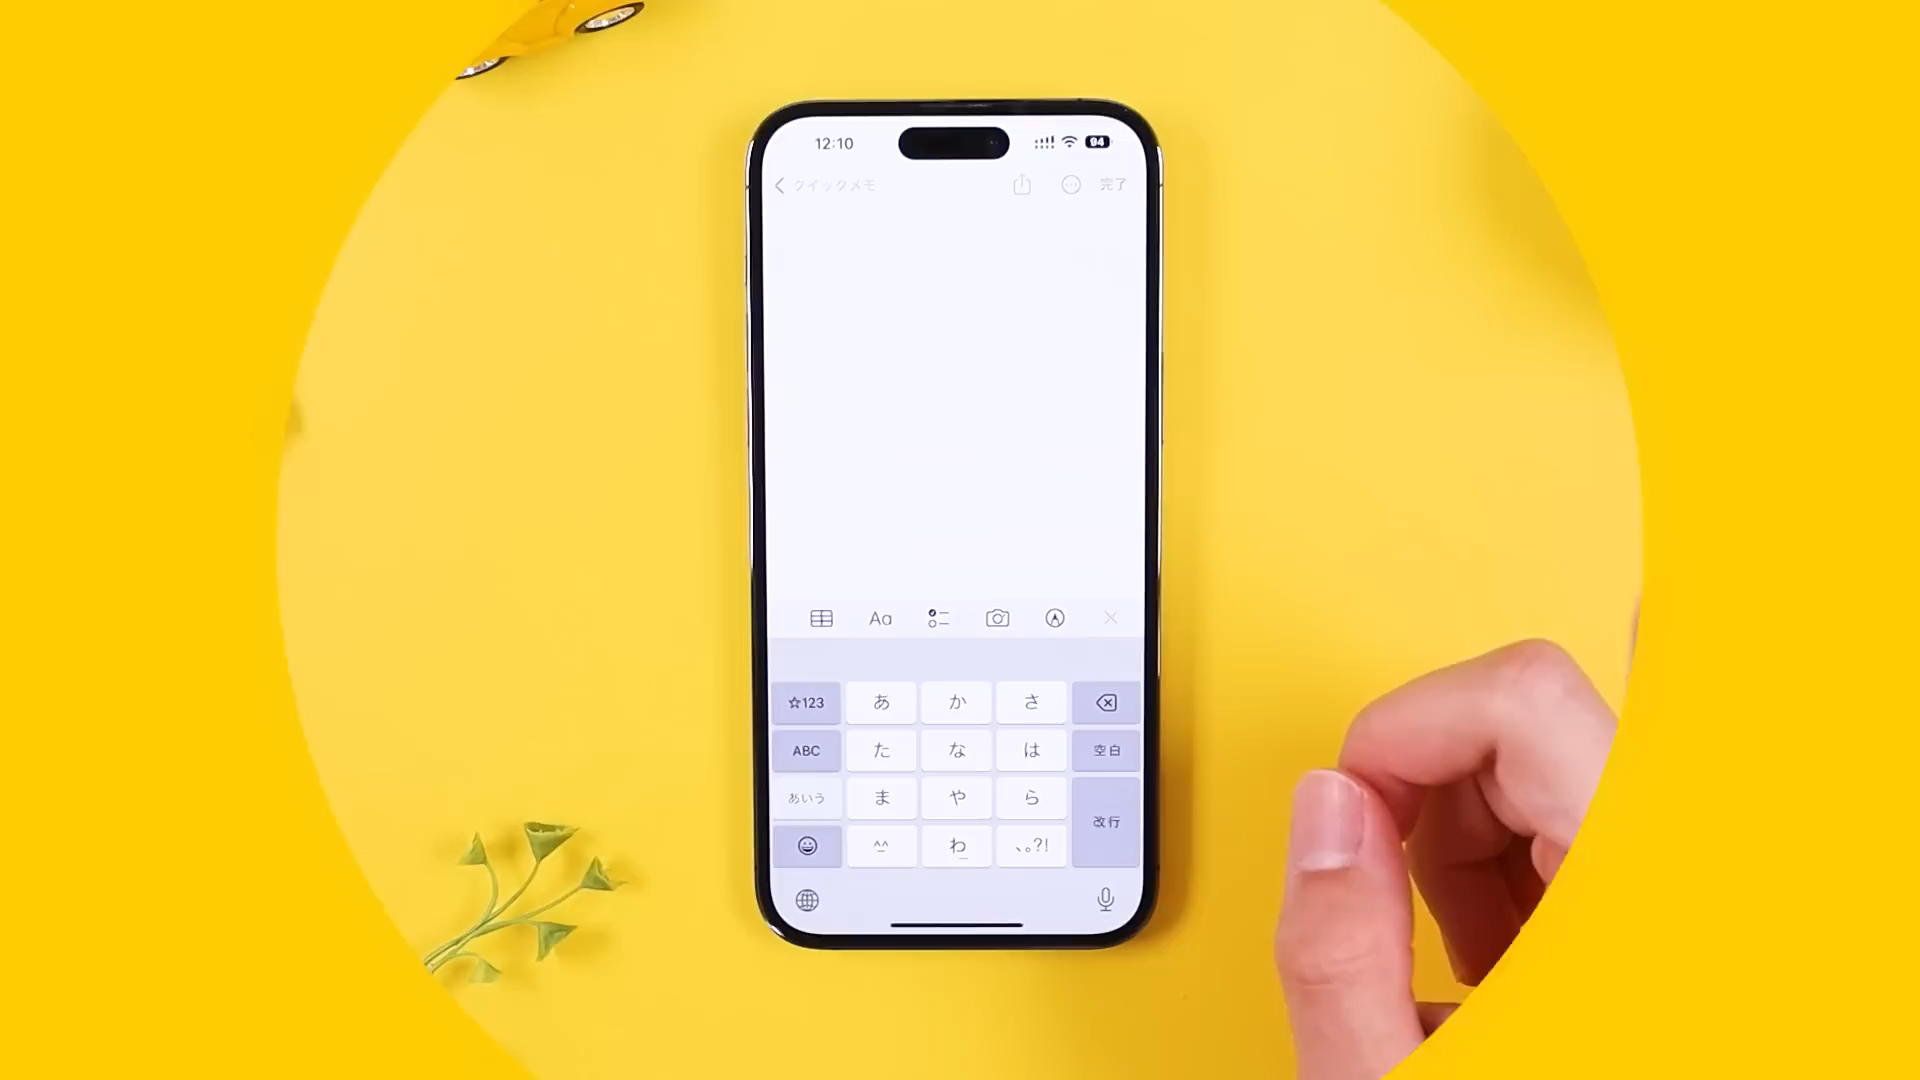 12:10 94
クイックメモ 完了
Aa
☆123 あ か さ
ABC た な は 空白
あいう ま や ら 改行
^^ わ 、。?!